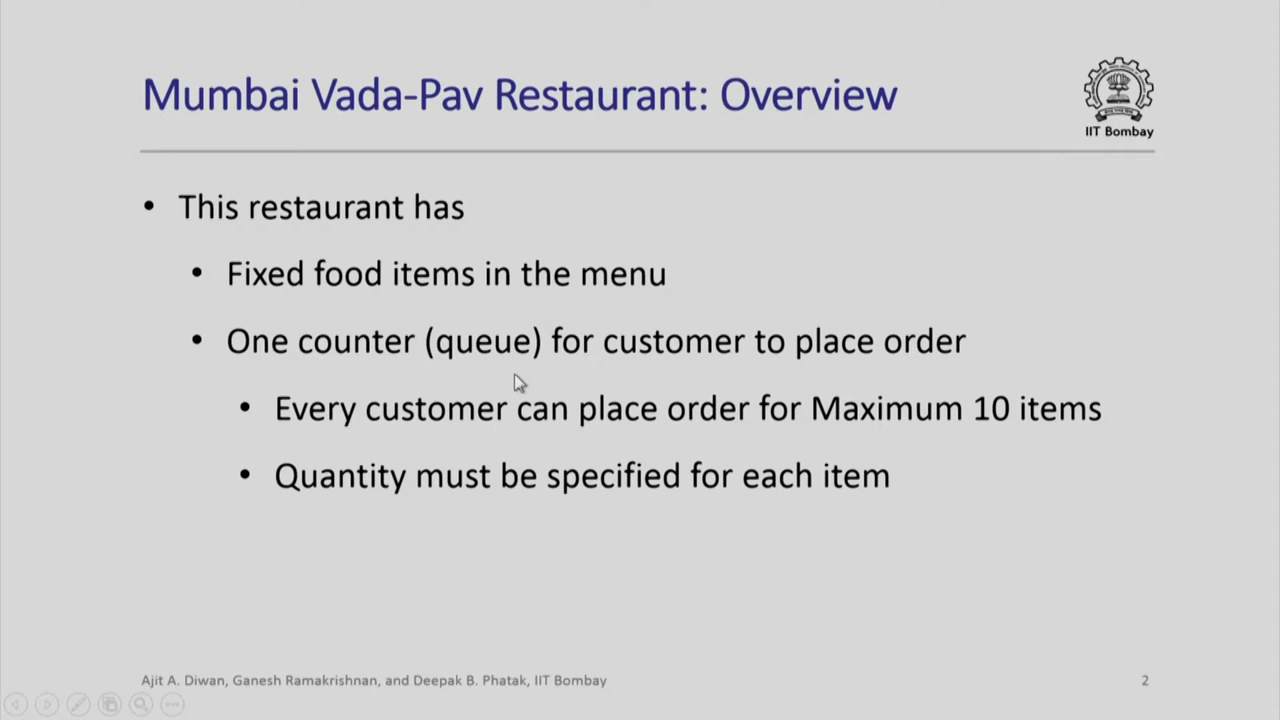 Mumbai Vada-Pav Restaurant: Overview
IIT Bombay
• This restaurant has
• Fixed food items in the menu
• One counter (queue) for customer to place order
• Every customer can place order for Maximum 10 items
• Quantity must be specified for each item
Ajit A. Diwan, Ganesh Ramakrishnan, and Deepak B. Phatak, IIT Bombay
2